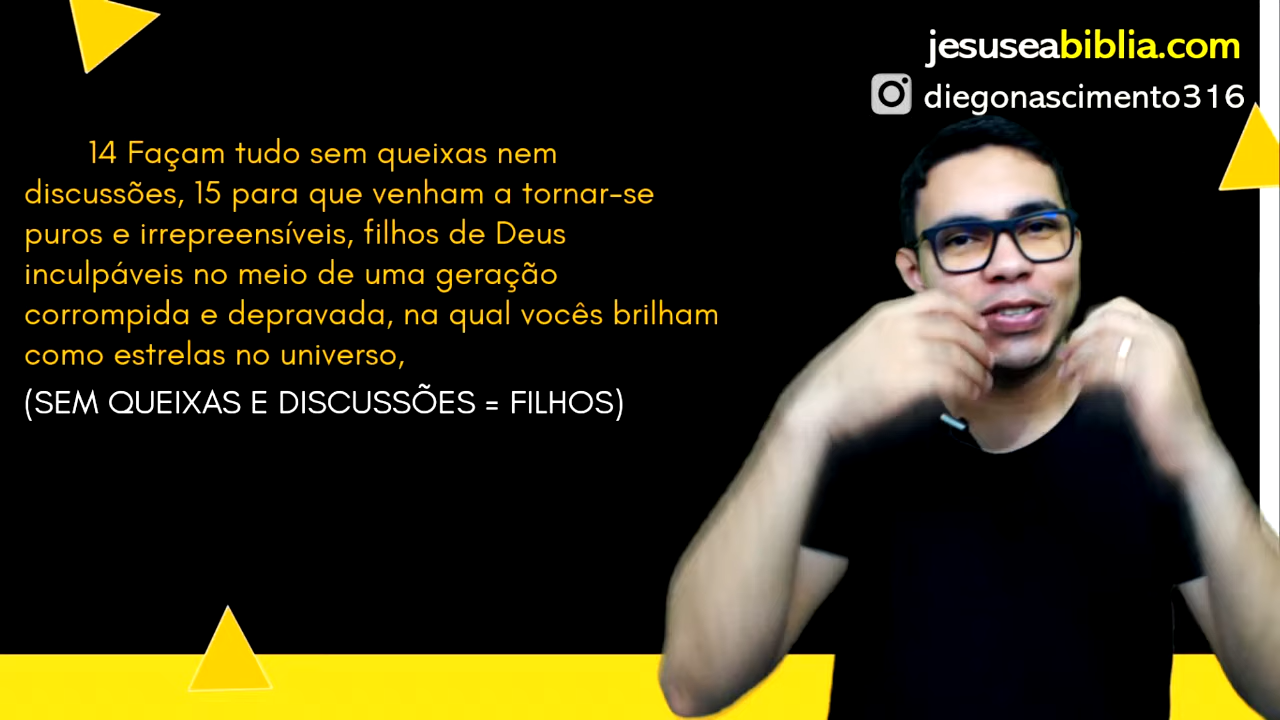 jesuseabiblia.com
diegonascimento316
14 Façam tudo sem queixas nem
discussões, 15 para que venham a tornar-se
puros e irrepreensíveis, filhos de Deus
inculpáveis no meio de uma geração
corrompida e depravada, na qual vocês brilham
como estrelas no universo,
(SEM QUEIXAS E DISCUSSÕES = FILHOS)